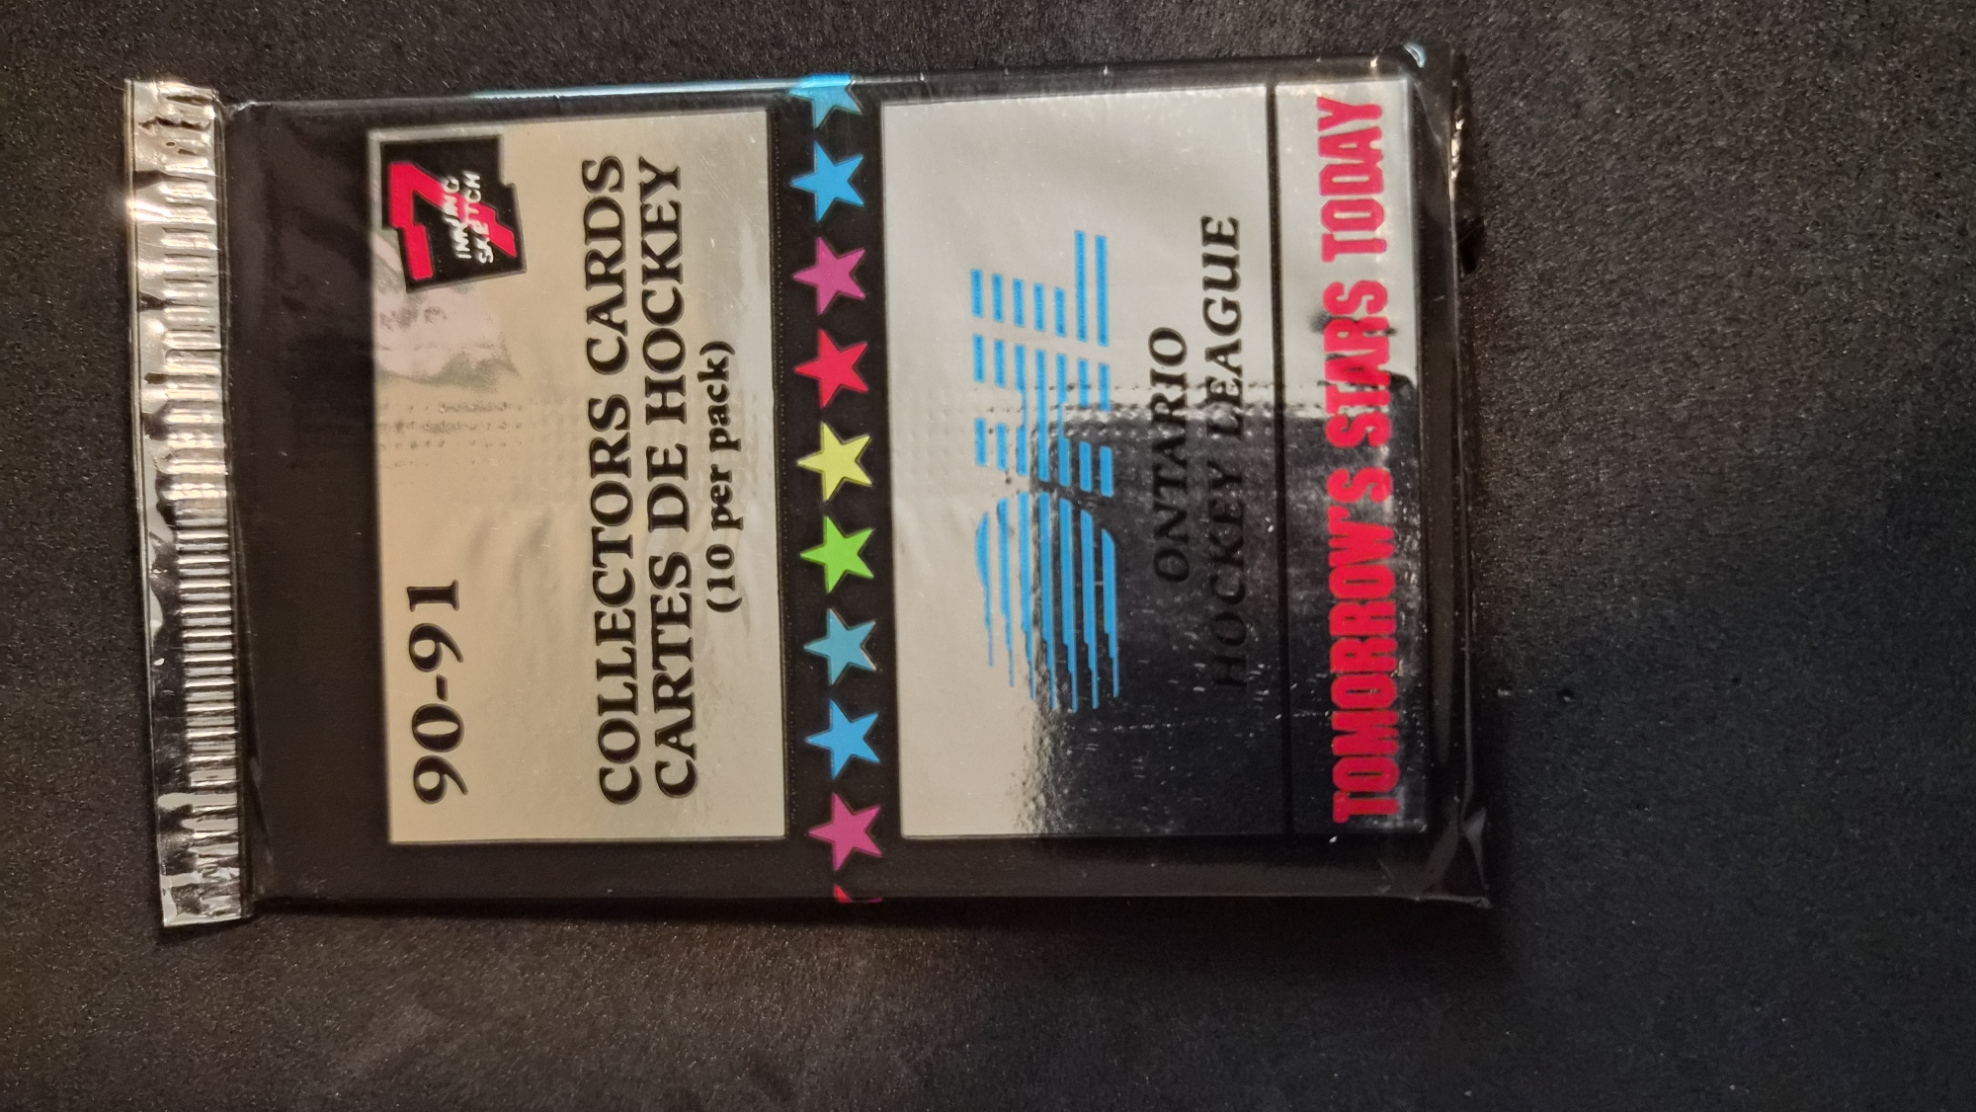 90-91
7
INNING
SKETCH
COLLECTORS CARDS
CARTES DE HOCKEY
(10 per pack)
OHL
ONTARIO
HOCKEY LEAGUE
TOMORROW'S STARS TODAY